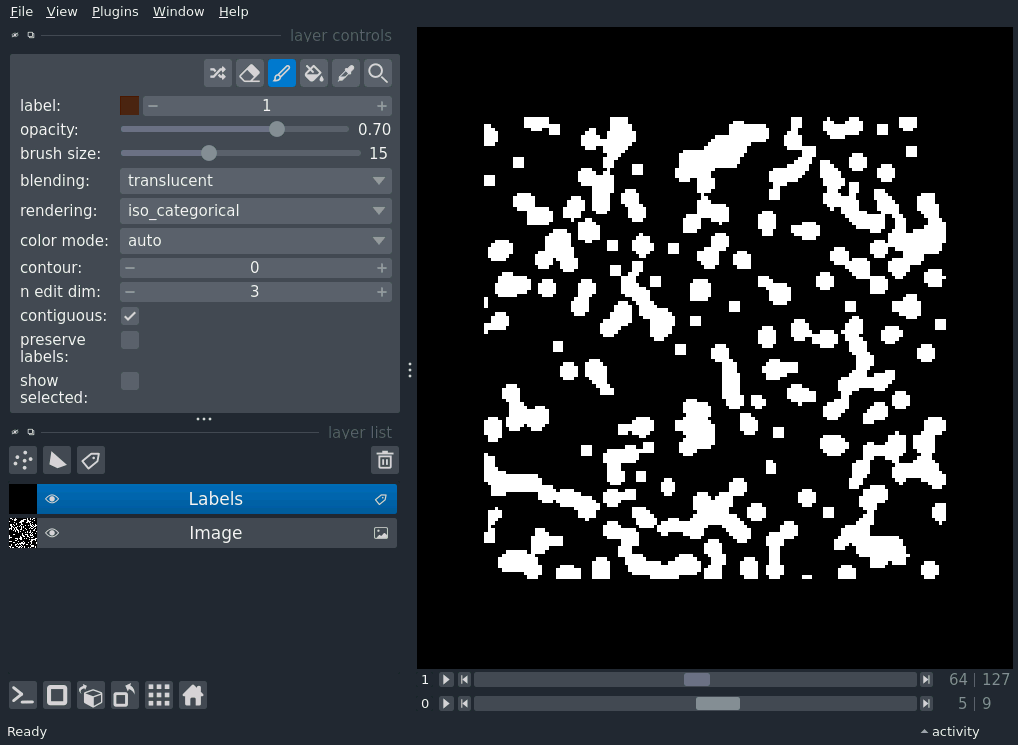 File View Plugins Window Help
layer controls
label: 1
opacity: 0.70
brush size: 15
blending: translucent
rendering: iso_categorical
color mode: auto
contour: 0
n edit dim: 3
contiguous:
preserve
labels:
show
selected:
layer list
Labels
Image
1 64 | 127
0 5 | 9
Ready activity